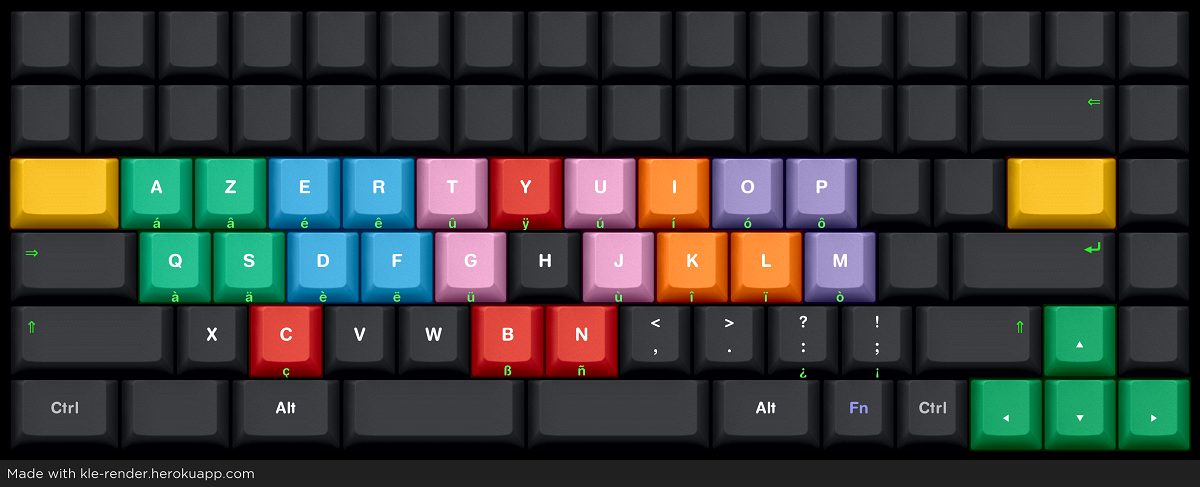 ⇐
A Z E R T Y U I O P
á â é ê û ÿ ú í ó ô
⇒ Q S D F G H J K L M ↵
à ä è ë ü ù î ï ò
⇑ X C V W B N < > ? ! ⇑ ▲
, . : ;
ç ß ñ ¿ ¡
Ctrl Alt Alt Fn Ctrl ◂ ▾ ▸
Made with kle-render.herokuapp.com